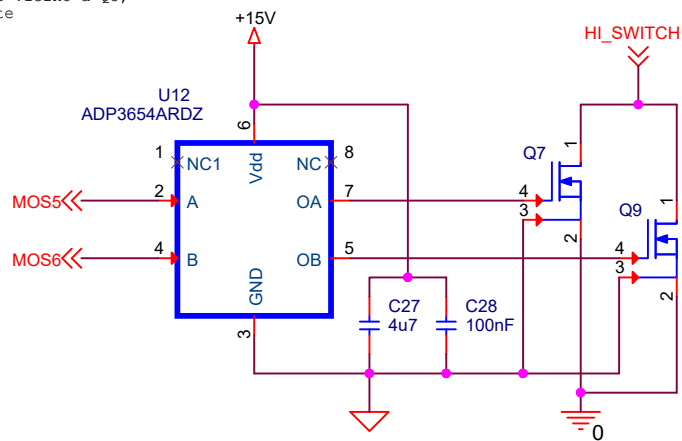 +15V
HI_SWITCH
U12
ADP3654ARDZ
6
1
NC1
Vdd
NC
8
Q7
1
MOS5
2
A
OA
7
4
3
2
Q9
1
MOS6
4
B
OB
5
4
3
2
GND
3
C27
4u7
C28
100nF
0